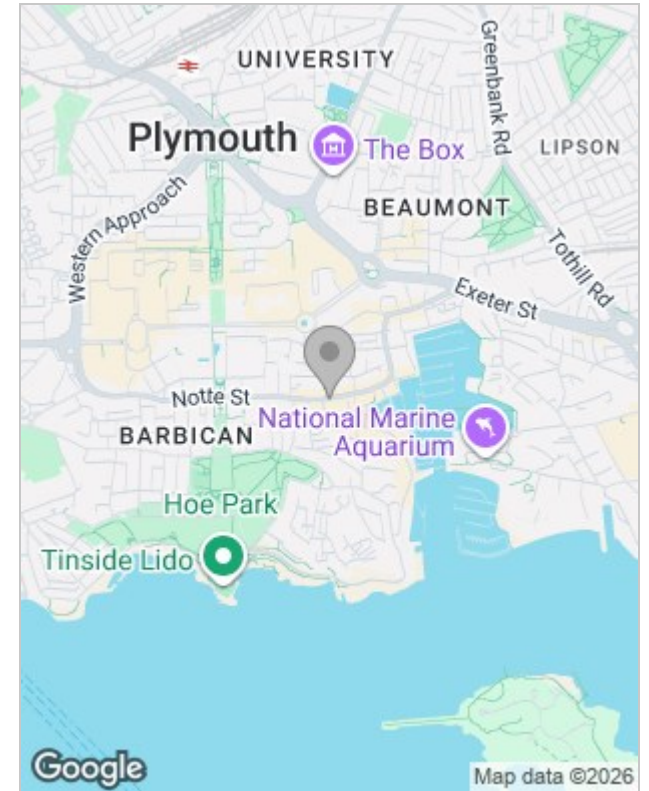 UNIVERSITY
Greenbank Rd
Plymouth
The Box
LIPSON
BEAUMONT
Western Approach
Tothill Rd
Exeter St
Notte St
National Marine
Aquarium
BARBICAN
Hoe Park
Tinside Lido
Google
Map data ©2026